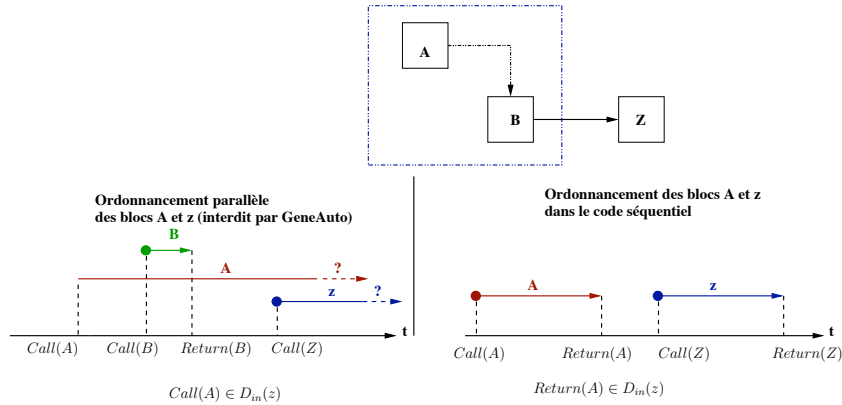 A
B
Z
Ordonnancement parallèle
des blocs A et z (interdit par GeneAuto)
B
A
?
z
?
t
Call(A)
Call(B)
Return(B)
Call(Z)
Call(A) ∈ D_in(z)
Ordonnancement des blocs A et z
dans le code séquentiel
A
z
t
Call(A)
Return(A)
Call(Z)
Return(Z)
Return(A) ∈ D_in(z)